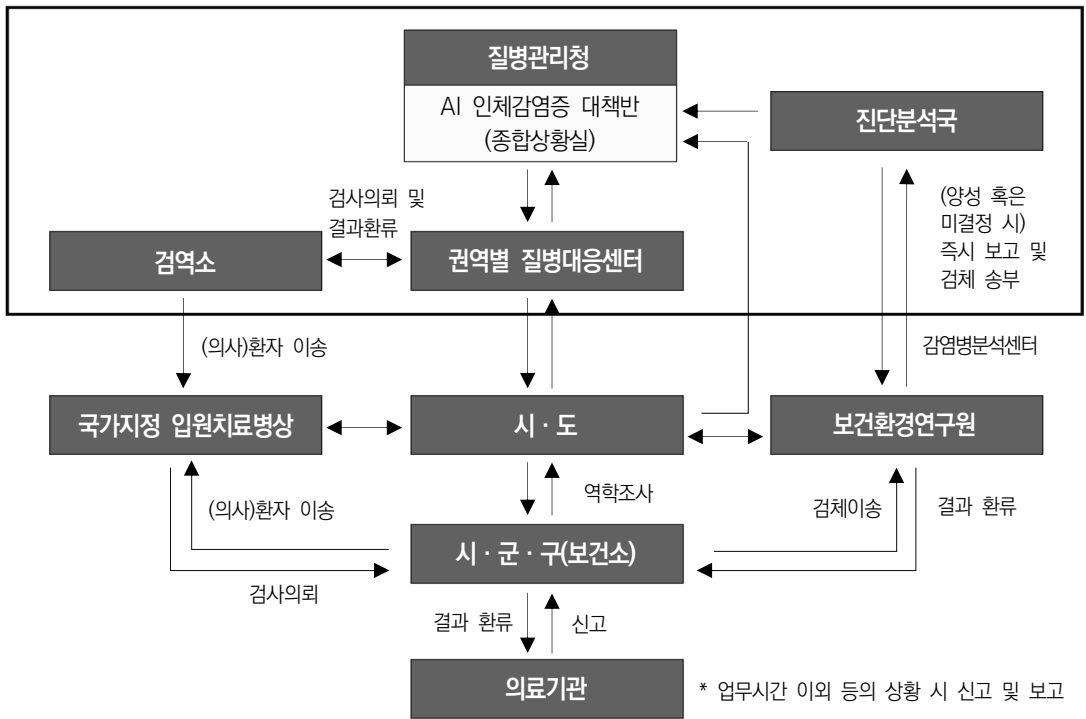 질병관리청
AI 인체감염증 대책반
(종합상황실)
진단분석국
검사의뢰 및
결과환류
(양성 혹은
미결정 시)
즉시 보고 및
검체 송부
검역소
권역별 질병대응센터
(의사)환자 이송
감염병분석센터
국가지정 입원치료병상
시 · 도
보건환경연구원
(의사)환자 이송
역학조사
검체이송
결과 환류
시 · 군 · 구(보건소)
검사의뢰
결과 환류
신고
의료기관
* 업무시간 이외 등의 상황 시 신고 및 보고